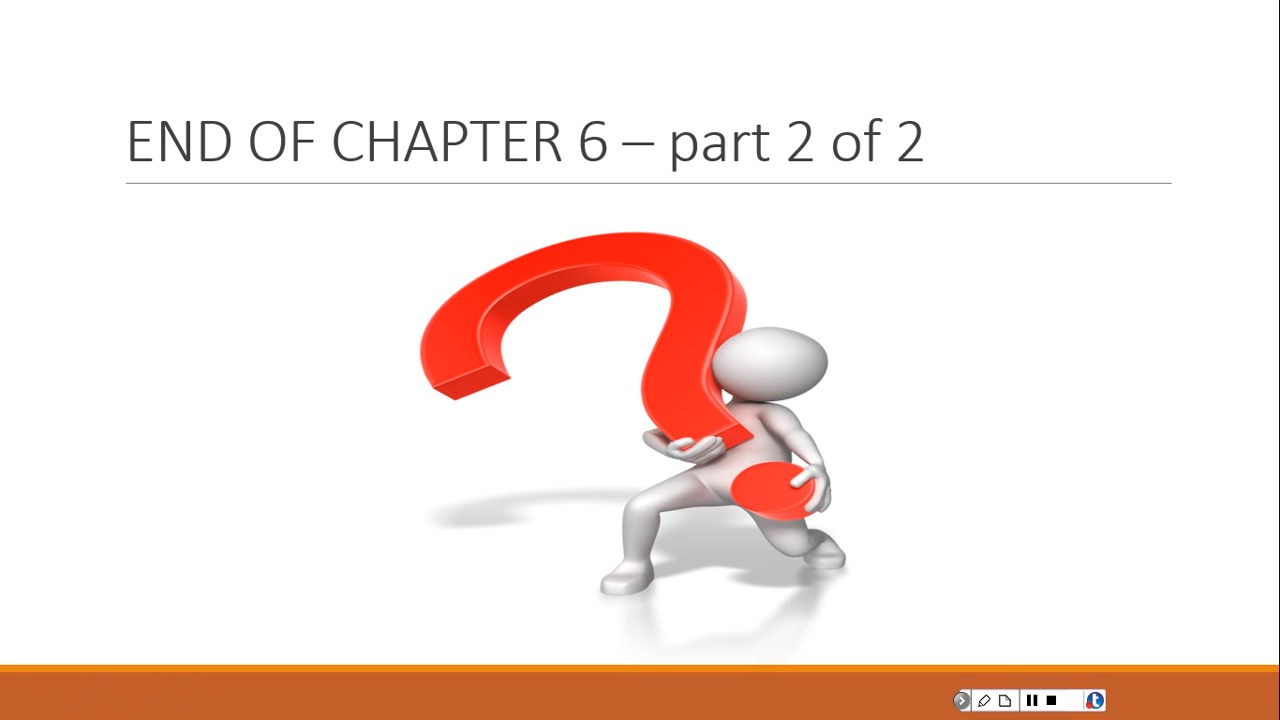 END OF CHAPTER 6 – part 2 of 2